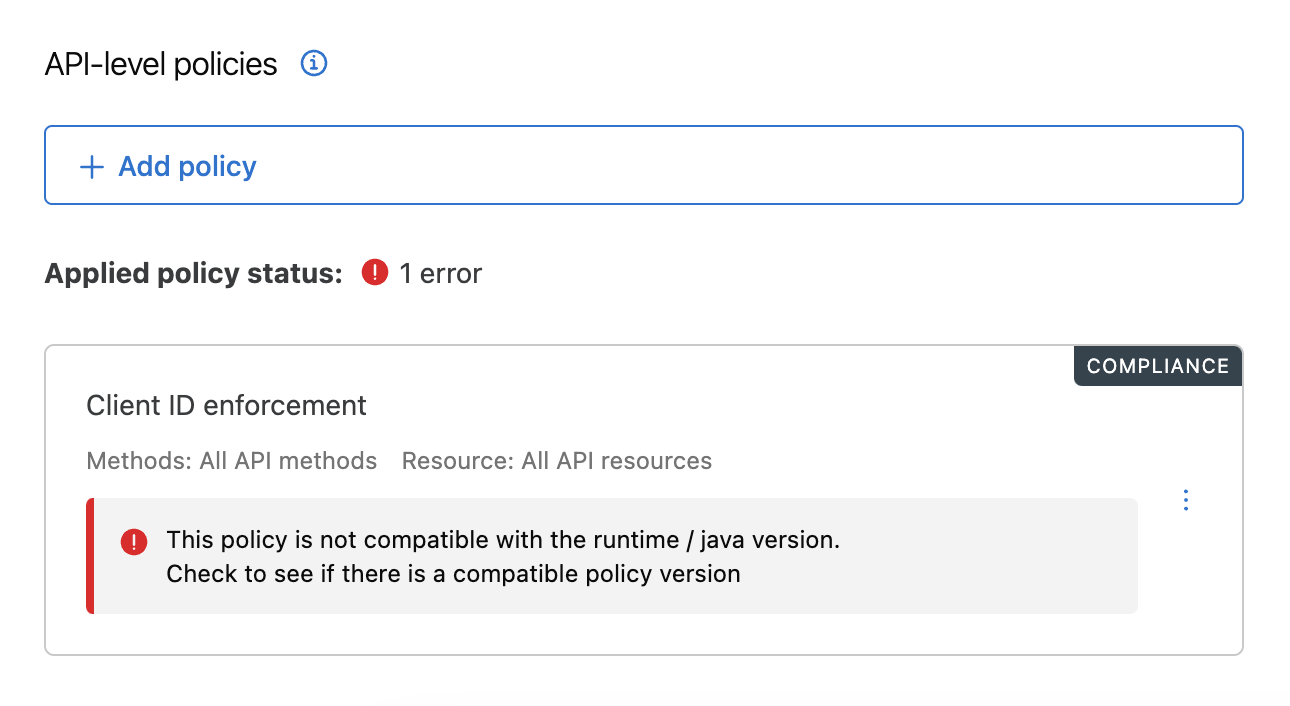 API-level policies
Add policy
Applied policy status: 1 error
COMPLIANCE
Client ID enforcement
Methods: All API methods Resource: All API resources
This policy is not compatible with the runtime / java version.
Check to see if there is a compatible policy version